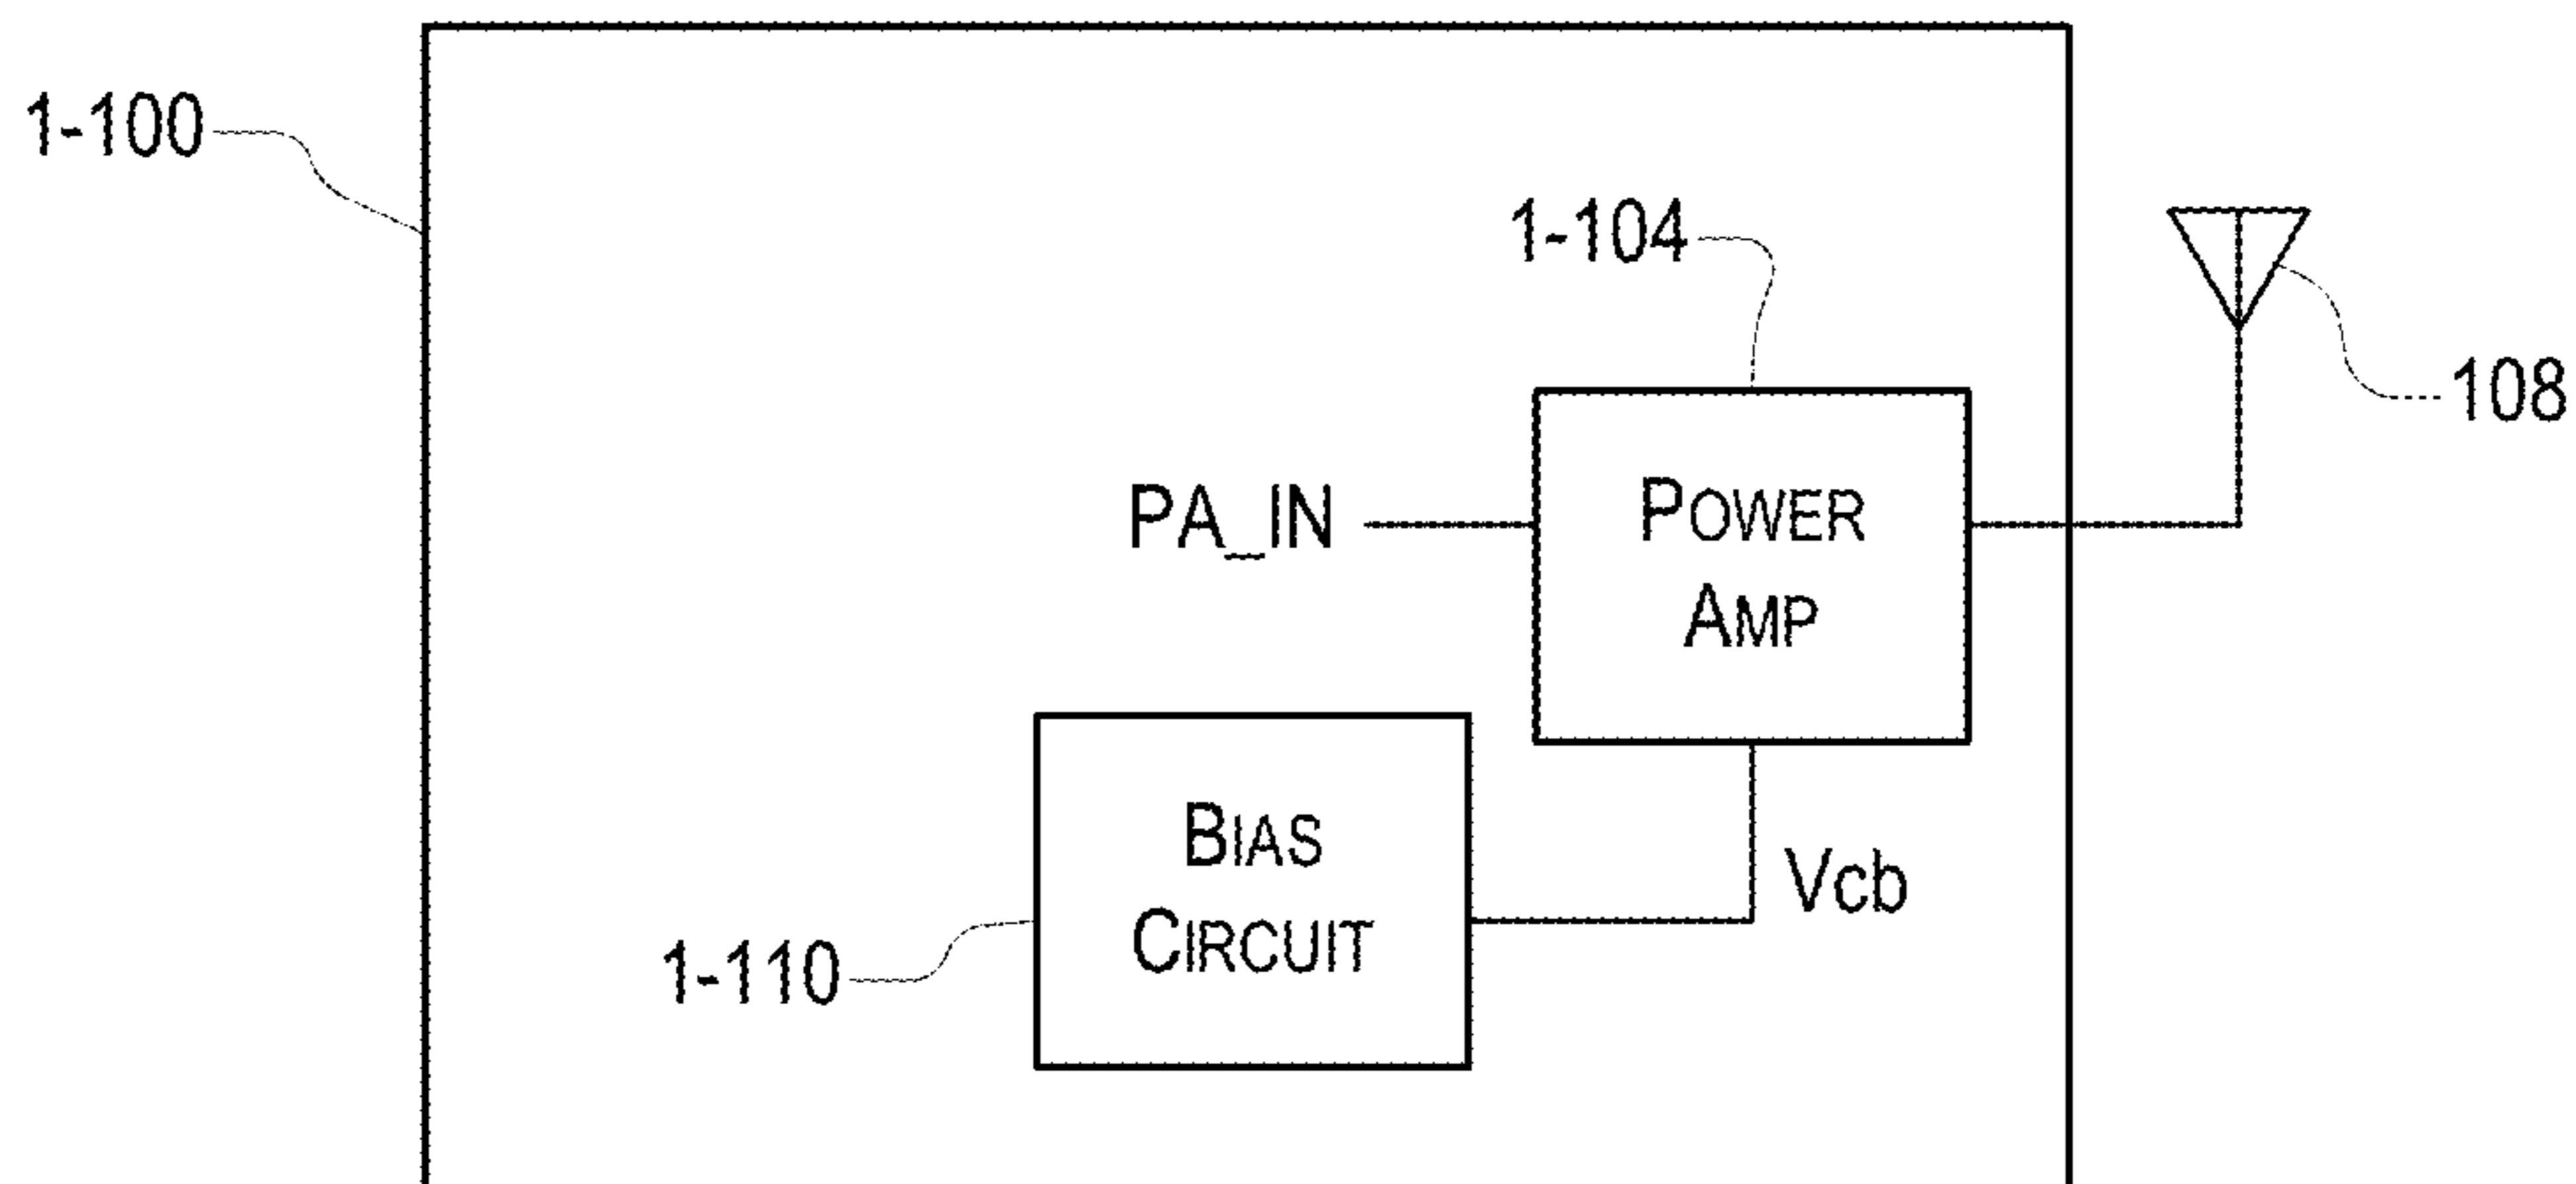 1-100
1-104
108
PA_IN
POWER
AMP
BIAS
CIRCUIT
Vcb
1-110